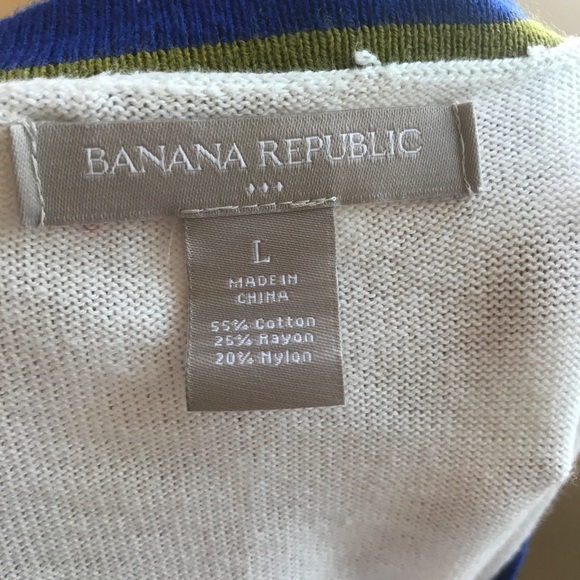 BANANA REPUBLIC
L
MADE IN
CHINA
55% Cotton
25% Rayon
20% Nylon